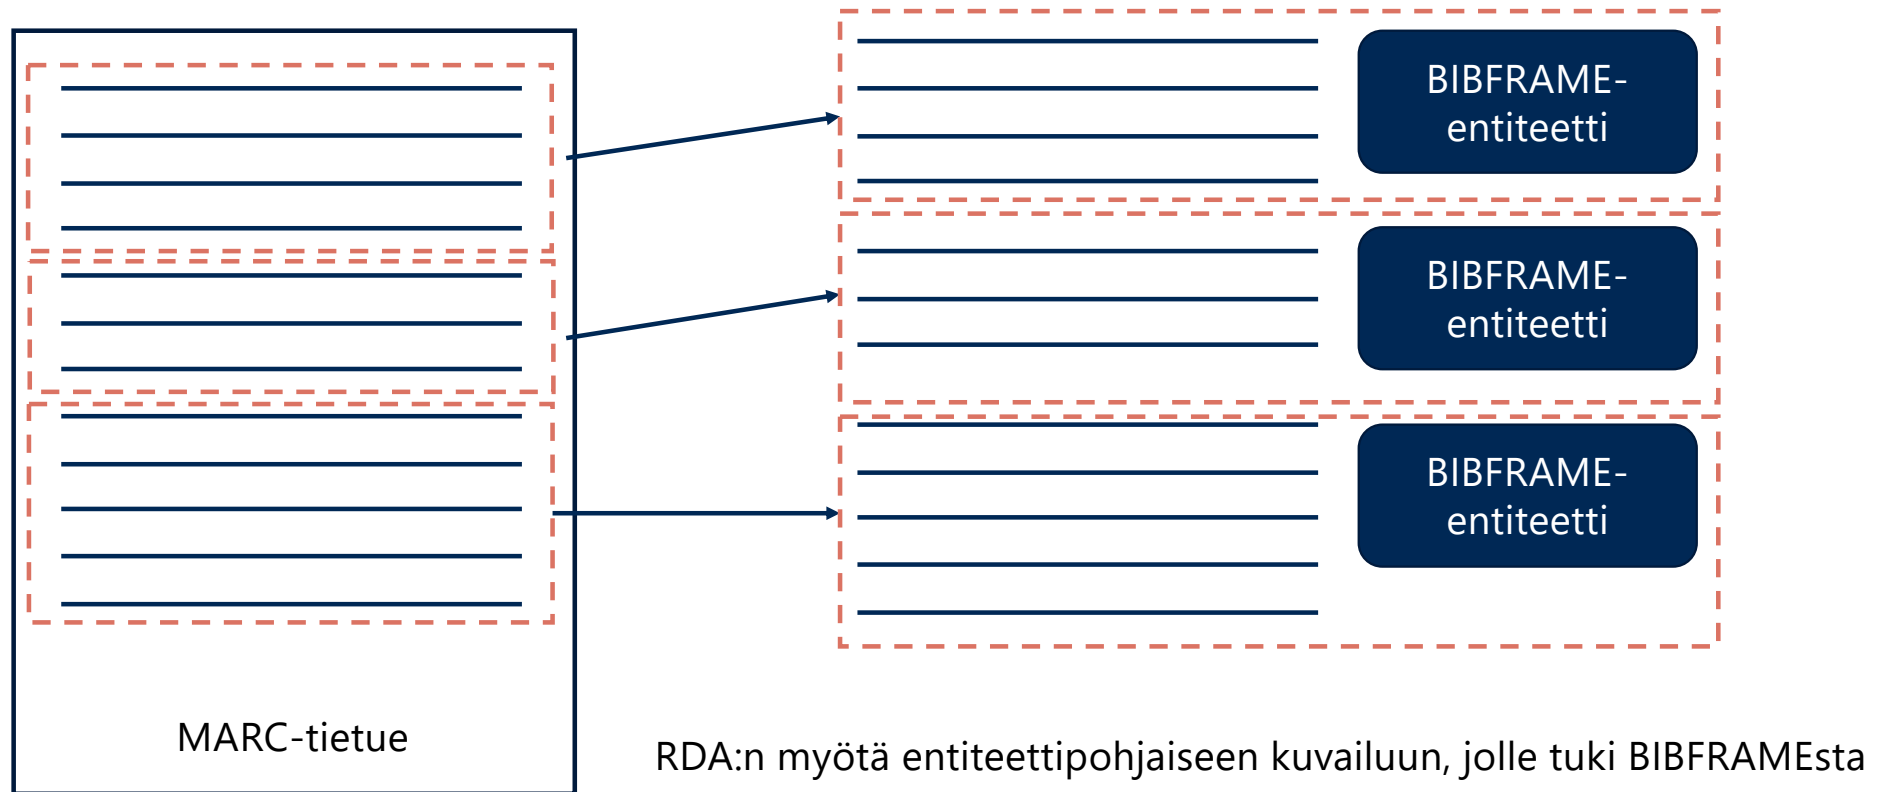 BIBFRAME-
entiteetti
BIBFRAME-
entiteetti
BIBFRAME-
entiteetti
MARC-tietue
RDA:n myötä entiteettipohjaiseen kuvailuun, jolle tuki BIBFRAMEsta